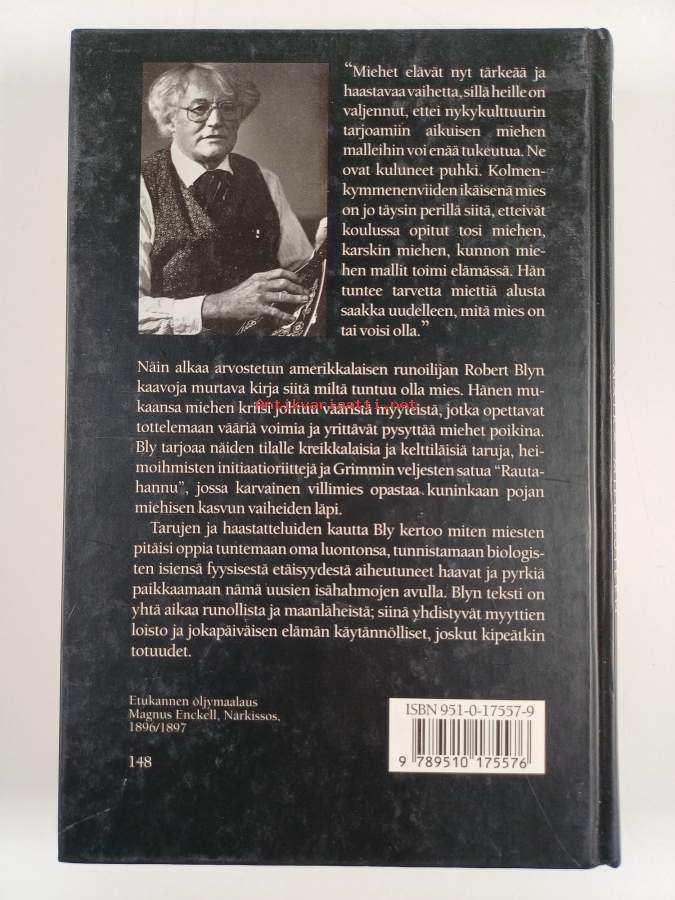 “Miehet elävät nyt tärkeää ja
haastavaa vaihetta, sillä heille on
valjennut, ettei nykykulttuurin
tarjoamiin aikuisen miehen
malleihin voi enää tukeutua. Ne
ovat kuluneet puhki. Kolmen-
kymmenenviiden ikäisenä mies
on jo täysin perillä siitä, etteivät
koulussa opitut tosi miehen,
karskin miehen, kunnon mie-
hen mallit toimi elämässä. Hän
tuntee tarvetta miettiä alusta
saakka uudelleen, mitä mies on
tai voisi olla.”
Näin alkaa arvostetun amerikkalaisen runoilijan Robert Blyn
kaavoja murtava kirja siitä miltä tuntuu olla mies. Hänen mu-
kaansa miehen kriisi johtuu vääristä myyteistä, jotka opettavat
Antikvariaatti.net
tottelemaan vääriä voimia ja yrittävät pysyttää miehet poikina.
Bly tarjoaa näiden tilalle kreikkalaisia ja kelttiläisiä taruja, hei-
moihmisten initiaatioriittejä ja Grimmin veljesten satua “Rauta-
hannu”, jossa karvainen villimies opastaa kuninkaan pojan
miehisen kasvun vaiheiden läpi.
Tarujen ja haastatteluiden kautta Bly kertoo miten miesten
pitäisi oppia tuntemaan oma luontonsa, tunnistamaan biologis-
ten isiensä fyysisestä etäisyydestä aiheutuneet haavat ja pyrkiä
paikkaamaan nämä uusien isähahmojen avulla. Blyn teksti on
yhtä aikaa runollista ja maanläheistä; siinä yhdistyvät myyttien
loisto ja jokapäiväisen elämän käytännölliset, joskut kipeätkin
totuudet.
Etukannen öljymaalaus
Magnus Enckell, Narkissos,
1896/1897
148
ISBN 951-0-17557-9
9 789510 175576